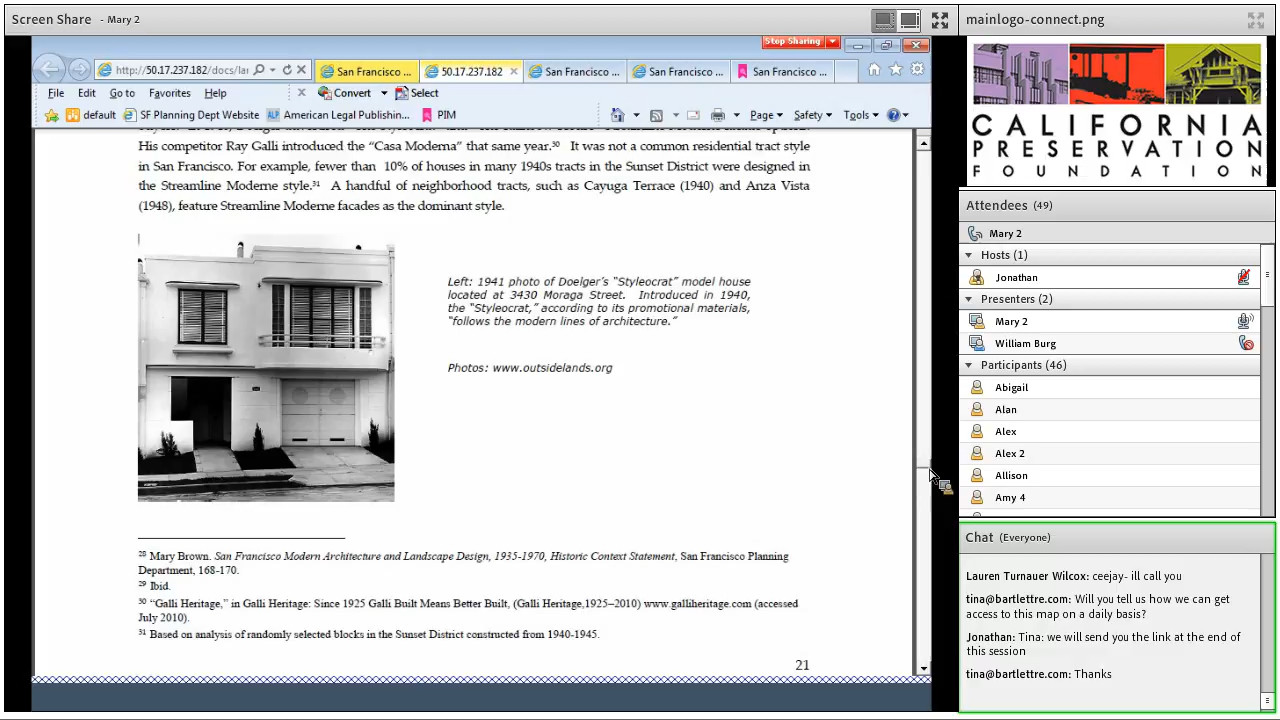 Screen Share - Mary 2
Stop Sharing
http://50.17.237.182/docs/lar
San Francisco ...
50.17.237.182
San Francisco ...
San Francisco ...
San Francisco ...
File Edit Go to Favorites Help
Convert Select
default SF Planning Dept Website American Legal Publishing... PIM
Page Safety Tools
His competitor Ray Galli introduced the “Casa Moderna” that same year.30 It was not a common residential tract style
in San Francisco. For example, fewer than 10% of houses in many 1940s tracts in the Sunset District were designed in
the Streamline Moderne style.31 A handful of neighborhood tracts, such as Cayuga Terrace (1940) and Anza Vista
(1948), feature Streamline Moderne facades as the dominant style.
Left: 1941 photo of Doelger’s “Styleocrat” model house
located at 3430 Moraga Street. Introduced in 1940,
the “Styleocrat,” according to its promotional materials,
“follows the modern lines of architecture.”
Photos: www.outsidelands.org
28 Mary Brown. San Francisco Modern Architecture and Landscape Design, 1935-1970, Historic Context Statement, San Francisco Planning
Department, 168-170.
29 Ibid.
30 “Galli Heritage,” in Galli Heritage: Since 1925 Galli Built Means Better Built, (Galli Heritage,1925–2010) www.galliheritage.com (accessed
July 2010).
31 Based on analysis of randomly selected blocks in the Sunset District constructed from 1940-1945.
21
mainlogo-connect.png
CALIFORNIA
PRESERVATION
FOUNDATION
Attendees (49)
Mary 2
Hosts (1)
Jonathan
Presenters (2)
Mary 2
William Burg
Participants (46)
Abigail
Alan
Alex
Alex 2
Allison
Amy 4
Chat (Everyone)
Lauren Turnauer Wilcox: ceejay- ill call you
tina@bartlettre.com: Will you tell us how we can get
access to this map on a daily basis?
Jonathan: Tina: we will send you the link at the end of
this session
tina@bartlettre.com: Thanks